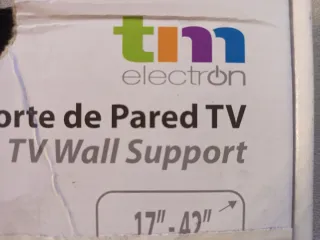 tm
electron
orte de Pared TV
TV Wall Support
17"-42"